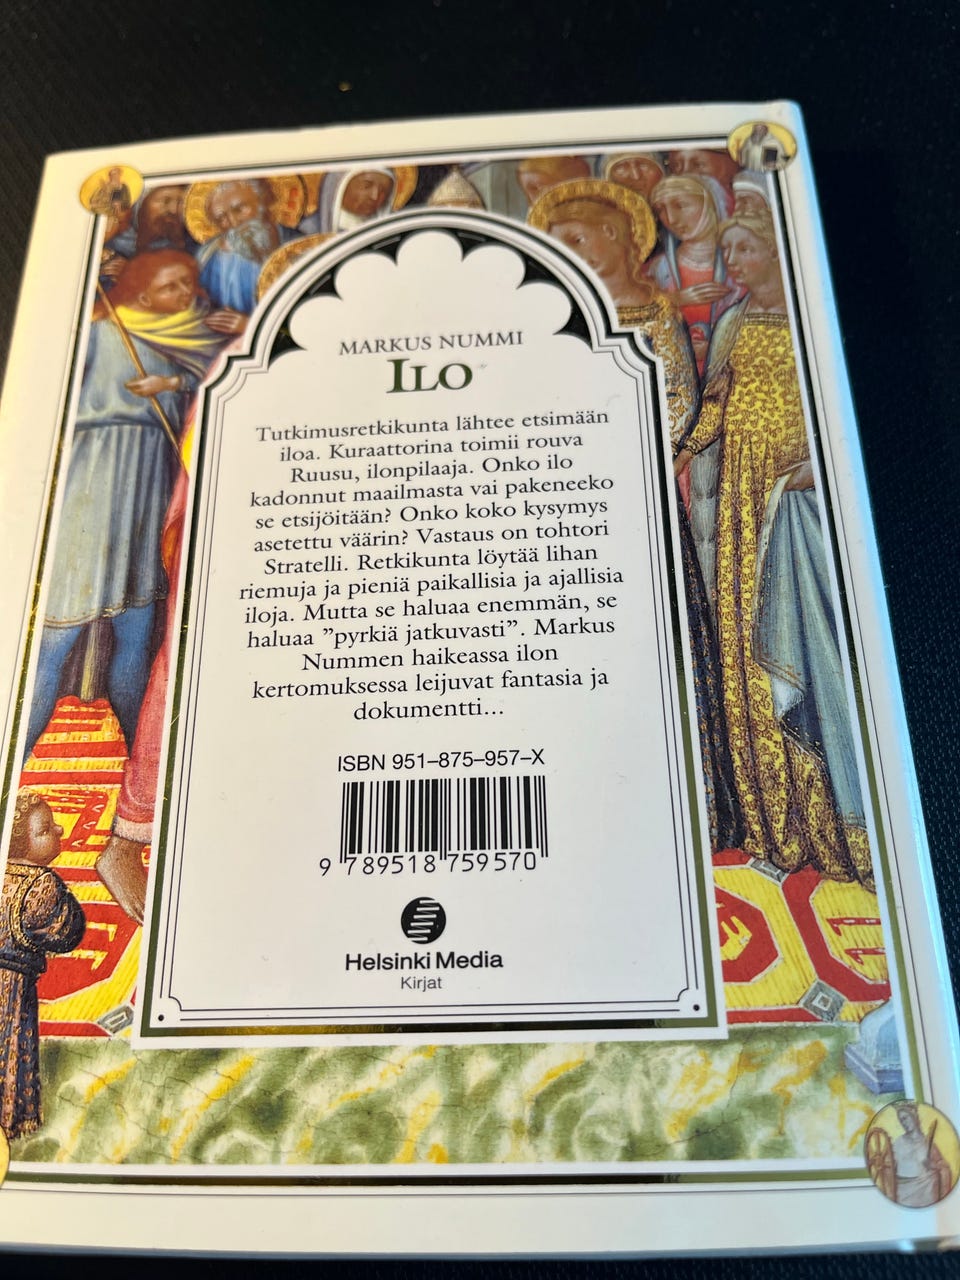 MARKUS NUMMI
ILO
Tutkimusretkikunta lähtee etsimään
iloa. Kuraattorina toimii rouva
Ruusu, ilonpilaaja. Onko ilo
kadonnut maailmasta vai pakeneeko
se etsijöitään? Onko koko kysymys
asetettu väärin? Vastaus on tohtori
Stratelli. Retkikunta löytää lihan
riemuja ja pieniä paikallisia ja ajallisia
iloja. Mutta se haluaa enemmän, se
haluaa ”pyrkiä jatkuvasti”. Markus
Nummen haikeassa ilon
kertomuksessa leijuvat fantasia ja
dokumentti...
ISBN 951–875–957–X
9 789518 759570
Helsinki Media
Kirjat